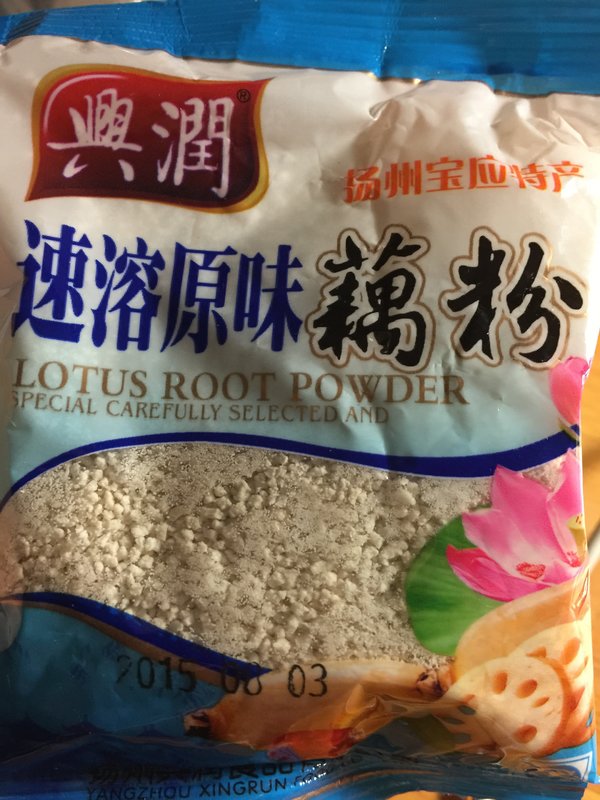 興潤®
扬州宝应特产
速溶原味藕粉
LOTUS ROOT POWDER
SPECIAL CAREFULLY SELECTED AND
2015 08 03
YANGZHOU XINGRUN